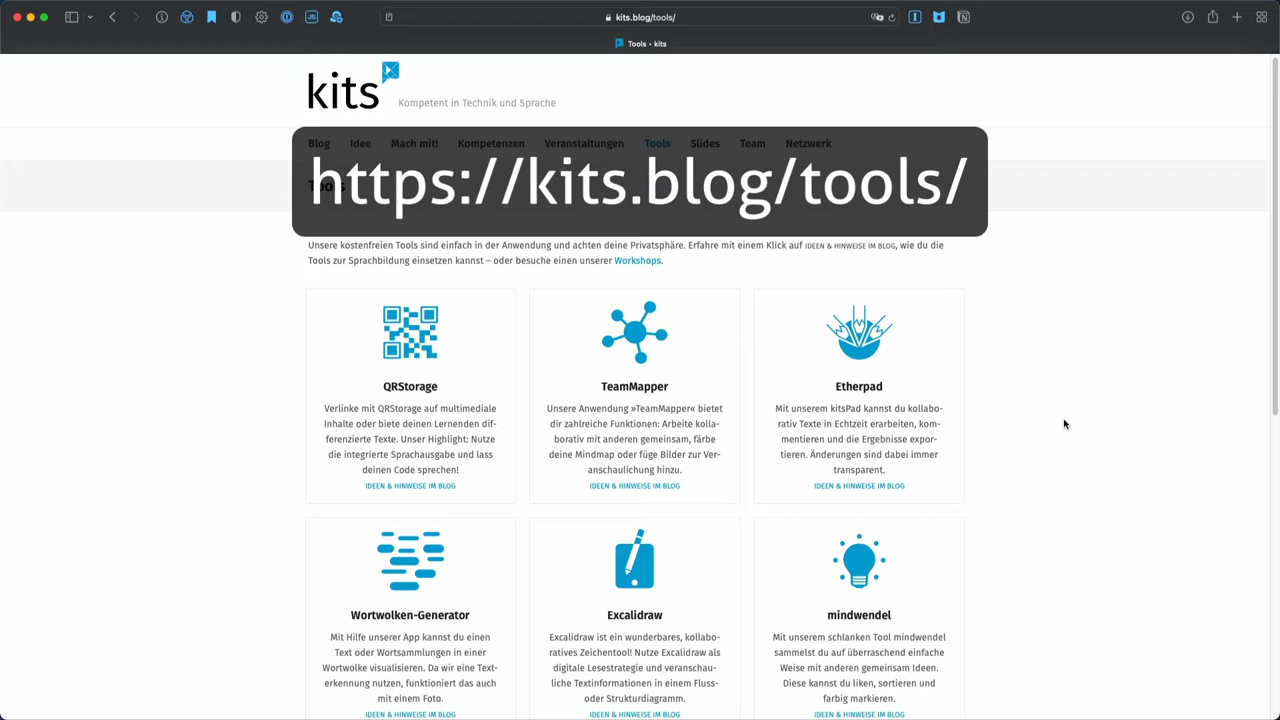 kits.blog/tools/
Tools • kits
kits
Kompetent in Technik und Sprache
Blog Idee Mach mit! Kompetenzen Veranstaltungen Tools Slides Team Netzwerk
https://kits.blog/tools/
Tools
Unsere kostenfreien Tools sind einfach in der Anwendung und achten deine Privatsphäre. Erfahre mit einem Klick auf IDEEN & HINWEISE IM BLOG, wie du die
Tools zur Sprachbildung einsetzen kannst – oder besuche einen unserer Workshops.
QRStorage
Verlinke mit QRStorage auf multimediale
Inhalte oder biete deinen Lernenden dif-
ferenzierte Texte. Unser Highlight: Nutze
die integrierte Sprachausgabe und lass
deinen Code sprechen!
IDEEN & HINWEISE IM BLOG
TeamMapper
Unsere Anwendung »TeamMapper« bietet
dir zahlreiche Funktionen: Arbeite kolla-
borativ mit anderen gemeinsam, färbe
deine Mindmap oder füge Bilder zur Ver-
anschaulichung hinzu.
IDEEN & HINWEISE IM BLOG
Etherpad
Mit unserem kitsPad kannst du kollabo-
rativ Texte in Echtzeit erarbeiten, kom-
mentieren und die Ergebnisse expor-
tieren. Änderungen sind dabei immer
transparent.
IDEEN & HINWEISE IM BLOG
Wortwolken-Generator
Mit Hilfe unserer App kannst du einen
Text oder Wortsammlungen in einer
Wortwolke visualisieren. Da wir eine Text-
erkennung nutzen, funktioniert das auch
mit einem Foto.
IDEEN & HINWEISE IM BLOG
Excalidraw
Excalidraw ist ein wunderbares, kollabo-
ratives Zeichentool! Nutze Excalidraw als
digitale Lesestrategie und veranschau-
liche Textinformationen in einem Fluss-
oder Strukturdiagramm.
IDEEN & HINWEISE IM BLOG
mindwendel
Mit unserem schlanken Tool mindwendel
sammelst du auf überraschend einfache
Weise mit anderen gemeinsam Ideen.
Diese kannst du liken, sortieren und
farbig markieren.
IDEEN & HINWEISE IM BLOG